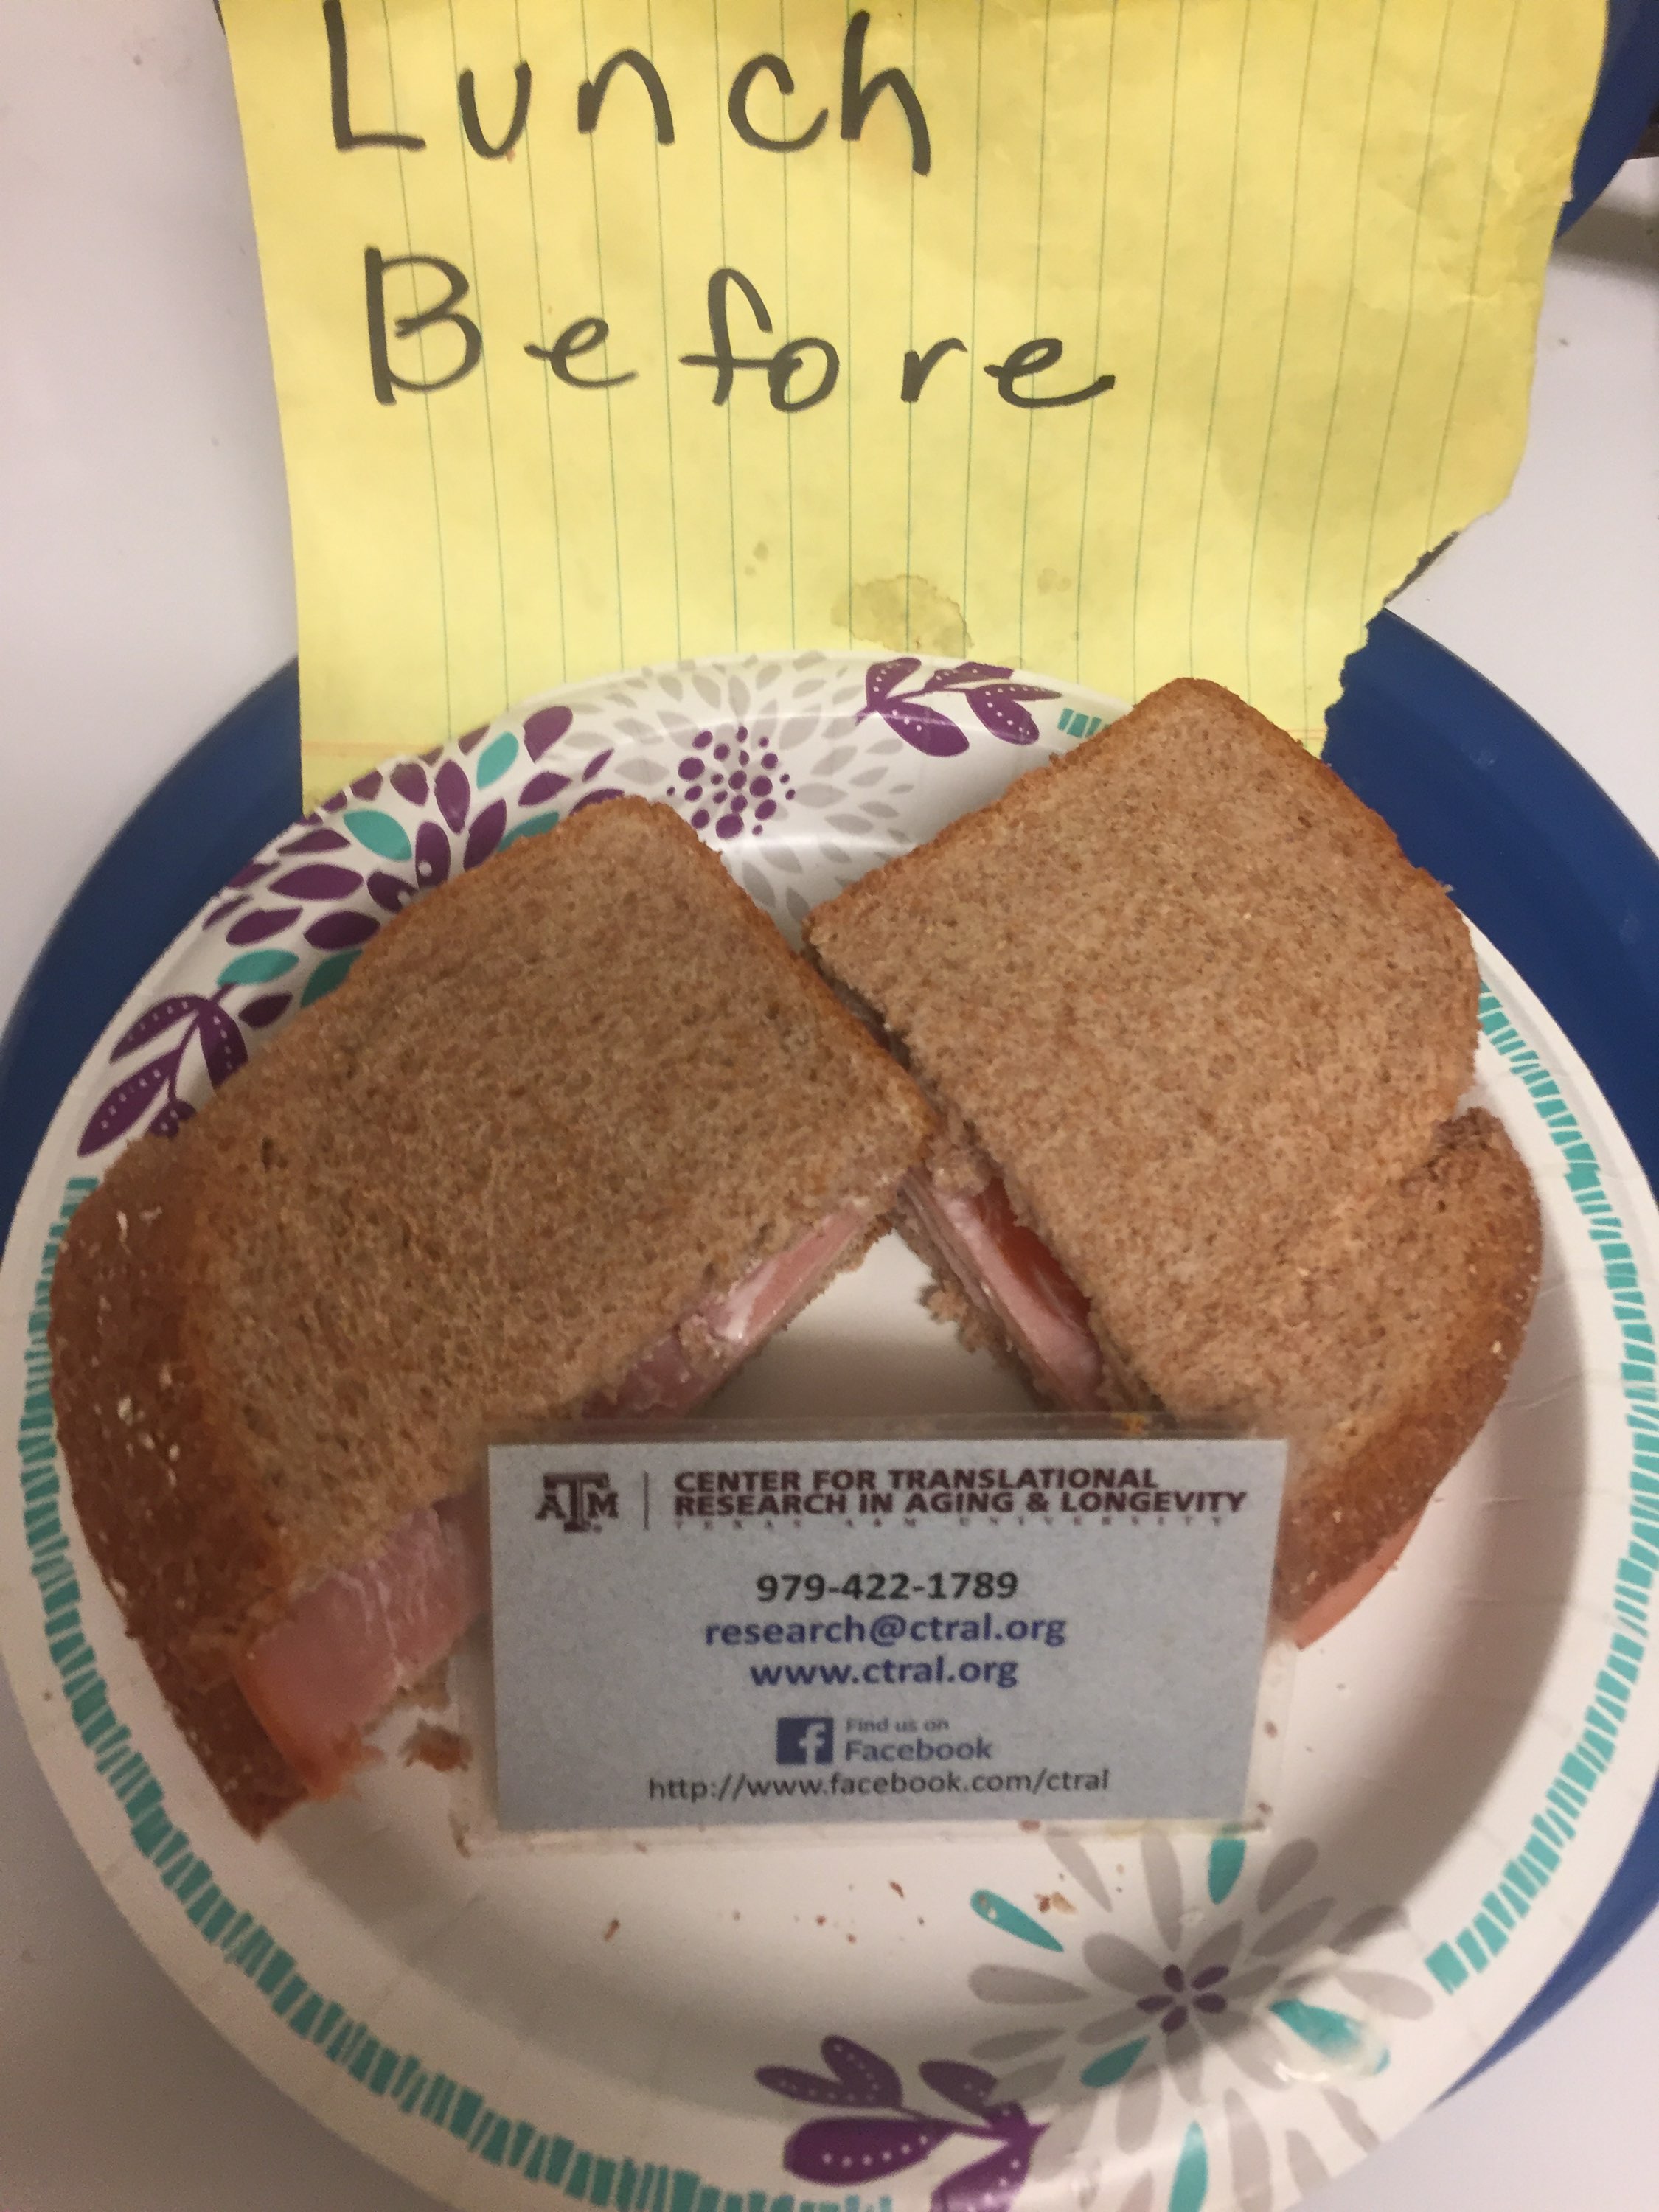 Lunch
Before
ATM
CENTER FOR TRANSLATIONAL
RESEARCH IN AGING & LONGEVITY
TEXAS A&M UNIVERSITY
979-422-1789
research@ctral.org
www.ctral.org
f
Find us on
Facebook
http://www.facebook.com/ctral